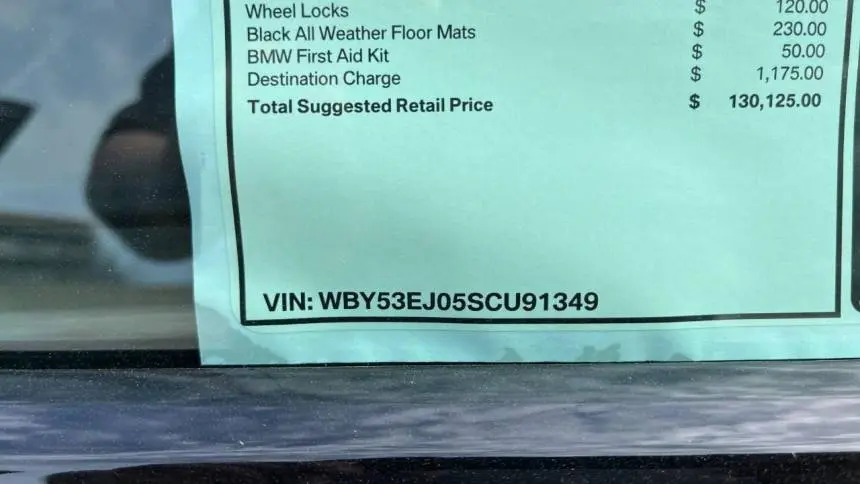 Wheel Locks $ 120.00
Black All Weather Floor Mats $ 230.00
BMW First Aid Kit $ 50.00
Destination Charge $ 1,175.00
Total Suggested Retail Price $ 130,125.00
VIN: WBY53EJ05SCU91349